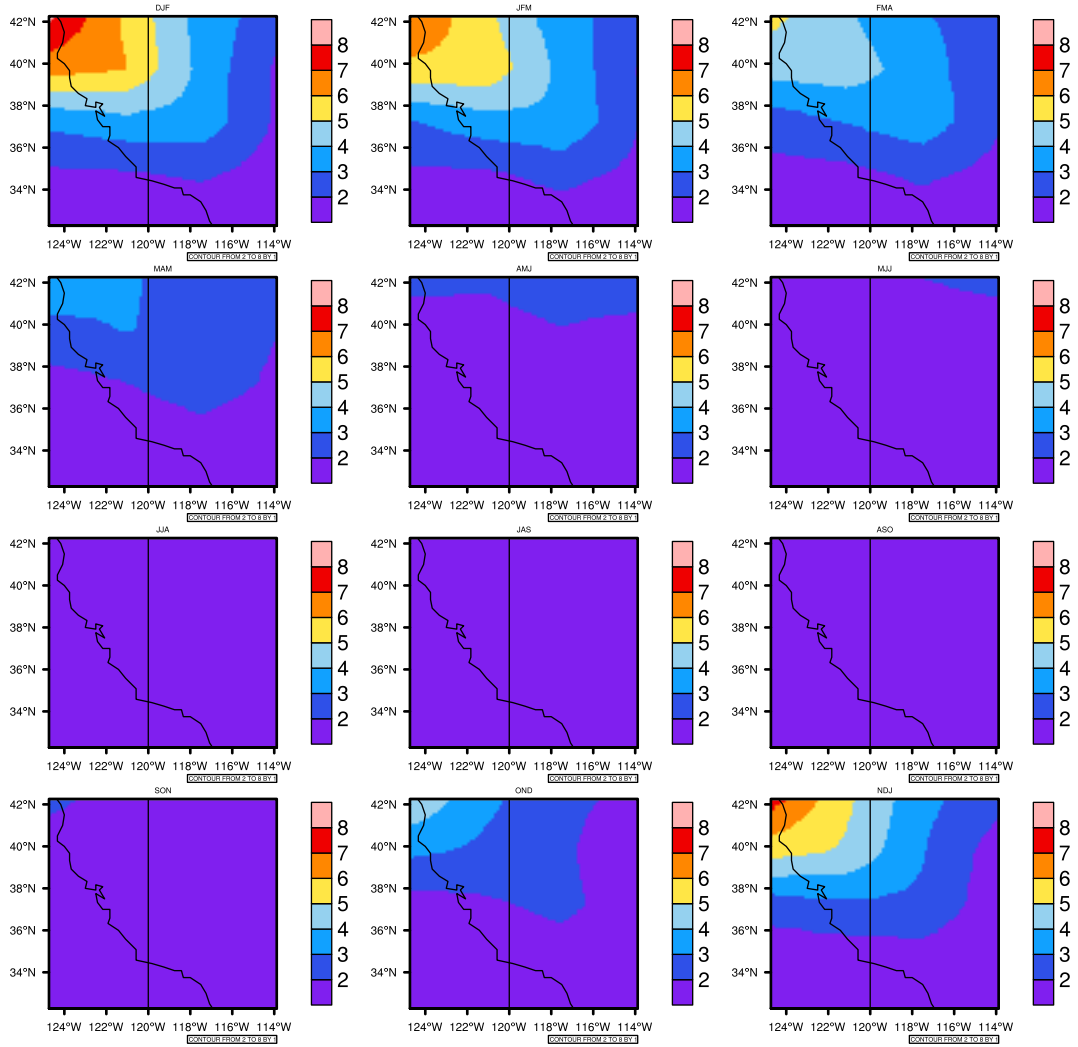 DJF JFM FMA
42°N 42°N 42°N
8 8 8
40°N 40°N 40°N
7 7 7
6 6 6
38°N 38°N 38°N
5 5 5
36°N 36°N 36°N
4 4 4
3 3 3
34°N 34°N 34°N
2 2 2
124°W 122°W 120°W 118°W 116°W 114°W 124°W 122°W 120°W 118°W 116°W 114°W 124°W 122°W 120°W 118°W 116°W 114°W
CONTOUR FROM 2 TO 8 BY 1 CONTOUR FROM 2 TO 8 BY 1 CONTOUR FROM 2 TO 8 BY 1
MAM AMJ MJJ
42°N 42°N 42°N
8 8 8
40°N 40°N 40°N
7 7 7
6 6 6
38°N 38°N 38°N
5 5 5
36°N 36°N 36°N
4 4 4
3 3 3
34°N 34°N 34°N
2 2 2
124°W 122°W 120°W 118°W 116°W 114°W 124°W 122°W 120°W 118°W 116°W 114°W 124°W 122°W 120°W 118°W 116°W 114°W
CONTOUR FROM 2 TO 8 BY 1 CONTOUR FROM 2 TO 8 BY 1 CONTOUR FROM 2 TO 8 BY 1
JJA JAS ASO
42°N 42°N 42°N
8 8 8
40°N 40°N 40°N
7 7 7
6 6 6
38°N 38°N 38°N
5 5 5
36°N 36°N 36°N
4 4 4
3 3 3
34°N 34°N 34°N
2 2 2
124°W 122°W 120°W 118°W 116°W 114°W 124°W 122°W 120°W 118°W 116°W 114°W 124°W 122°W 120°W 118°W 116°W 114°W
CONTOUR FROM 2 TO 8 BY 1 CONTOUR FROM 2 TO 8 BY 1 CONTOUR FROM 2 TO 8 BY 1
SON OND NDJ
42°N 42°N 42°N
8 8 8
40°N 40°N 40°N
7 7 7
6 6 6
38°N 38°N 38°N
5 5 5
36°N 36°N 36°N
4 4 4
3 3 3
34°N 34°N 34°N
2 2 2
124°W 122°W 120°W 118°W 116°W 114°W 124°W 122°W 120°W 118°W 116°W 114°W 124°W 122°W 120°W 118°W 116°W 114°W
CONTOUR FROM 2 TO 8 BY 1 CONTOUR FROM 2 TO 8 BY 1 CONTOUR FROM 2 TO 8 BY 1